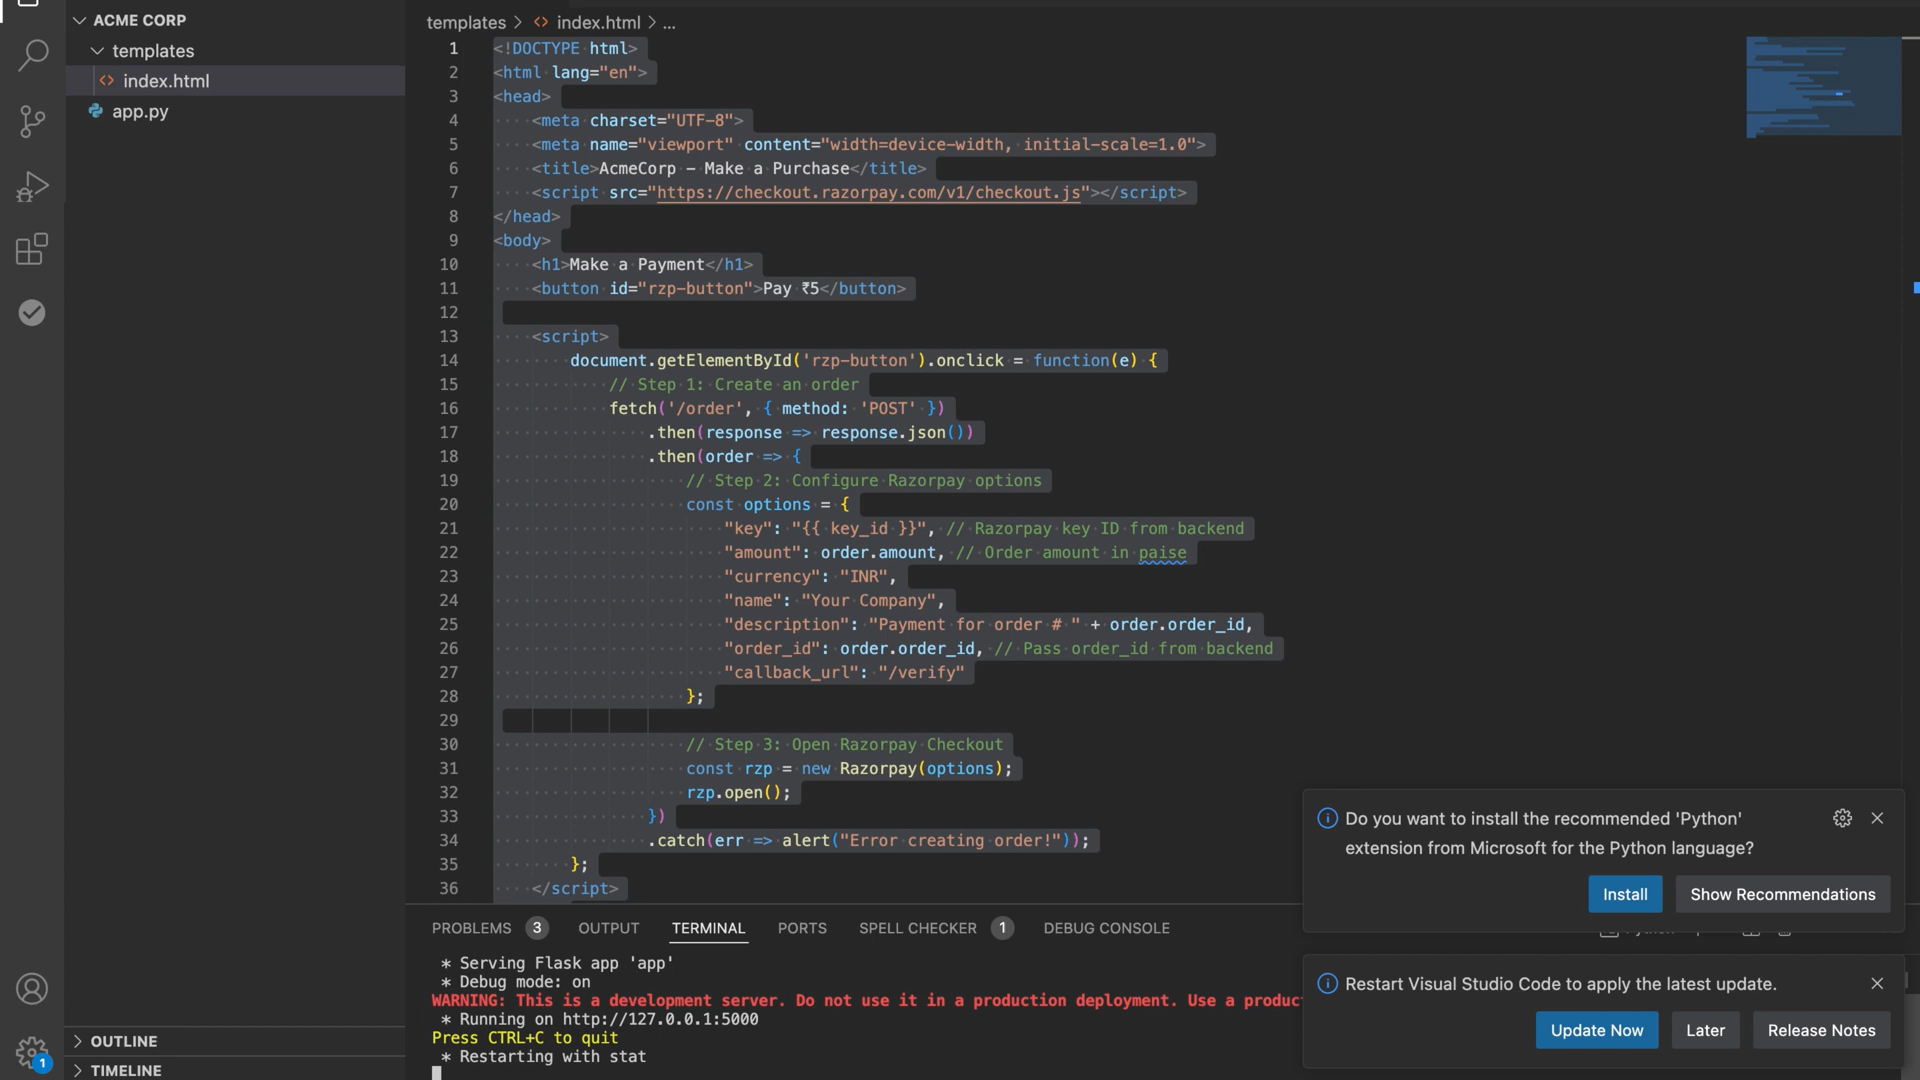 ACME CORP
templates
index.html
app.py
OUTLINE
TIMELINE
1
templates > index.html > ...
1 <!DOCTYPE html>
2 <html lang="en">
3 <head>
4 <meta charset="UTF-8">
5 <meta name="viewport" content="width=device-width, initial-scale=1.0">
6 <title>AcmeCorp – Make a Purchase</title>
7 <script src="https://checkout.razorpay.com/v1/checkout.js"></script>
8 </head>
9 <body>
10 <h1>Make a Payment</h1>
11 <button id="rzp-button">Pay ₹5</button>
12
13 <script>
14 document.getElementById('rzp-button').onclick = function(e) {
15 // Step 1: Create an order
16 fetch('/order', { method: 'POST' })
17 .then(response => response.json())
18 .then(order => {
19 // Step 2: Configure Razorpay options
20 const options = {
21 "key": "{{ key_id }}", // Razorpay key ID from backend
22 "amount": order.amount, // Order amount in paise
23 "currency": "INR",
24 "name": "Your Company",
25 "description": "Payment for order # " + order.order_id,
26 "order_id": order.order_id, // Pass order_id from backend
27 "callback_url": "/verify"
28 };
29
30 // Step 3: Open Razorpay Checkout
31 const rzp = new Razorpay(options);
32 rzp.open();
33 })
34 .catch(err => alert("Error creating order!"));
35 };
36 </script>
PROBLEMS 3 OUTPUT TERMINAL PORTS SPELL CHECKER 1 DEBUG CONSOLE
* Serving Flask app 'app'
* Debug mode: on
WARNING: This is a development server. Do not use it in a production deployment. Use a produc
* Running on http://127.0.0.1:5000
Press CTRL+C to quit
* Restarting with stat
Do you want to install the recommended 'Python'
extension from Microsoft for the Python language?
Install Show Recommendations
Restart Visual Studio Code to apply the latest update.
Update Now Later Release Notes